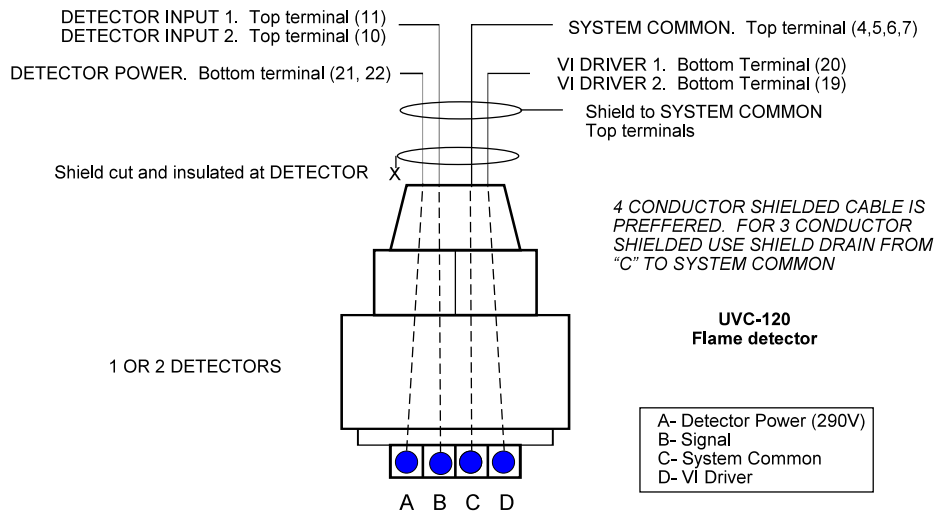 DETECTOR INPUT 1. Top terminal (11)
DETECTOR INPUT 2. Top terminal (10)
SYSTEM COMMON. Top terminal (4,5,6,7)
DETECTOR POWER. Bottom terminal (21, 22)
VI DRIVER 1. Bottom Terminal (20)
VI DRIVER 2. Bottom Terminal (19)
Shield to SYSTEM COMMON
Top terminals
Shield cut and insulated at DETECTOR
X
4 CONDUCTOR SHIELDED CABLE IS
PREFFERED. FOR 3 CONDUCTOR
SHIELDED USE SHIELD DRAIN FROM
“C” TO SYSTEM COMMON
UVC-120
Flame detector
1 OR 2 DETECTORS
A- Detector Power (290V)
B- Signal
C- System Common
D- VI Driver
A B C D